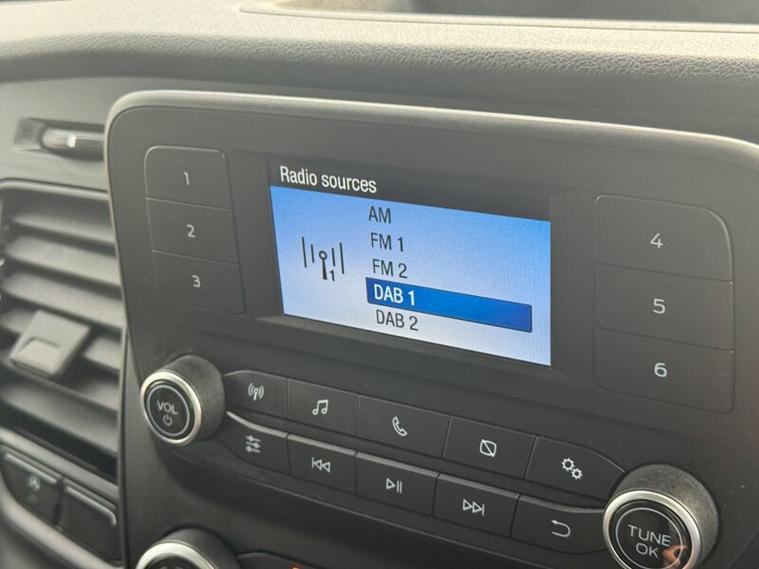 Radio sources
AM
FM 1
FM 2
DAB 1
DAB 2
1
1
2
3
4
5
6
VOL
TUNE
OK